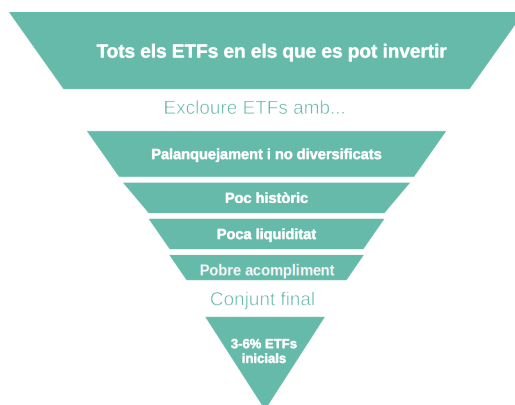 Tots els ETFs en els que es pot invertir
Excloure ETFs amb...
Palanquejament i no diversificats
Poc històric
Poca liquiditat
Pobre acompliment
Conjunt final
3-6% ETFs
inicials